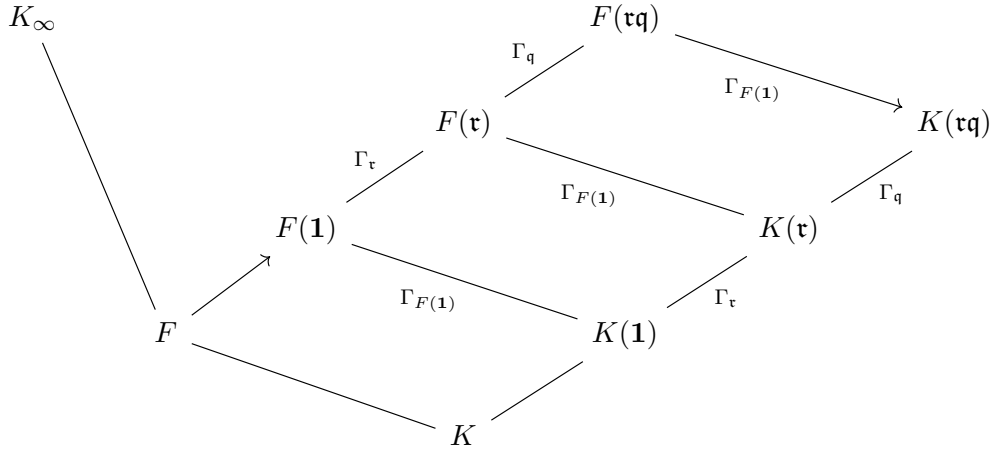 K_∞
F(𝔯𝔮)
Γ_𝔮
Γ_{F(𝟏)}
F(𝔯)
K(𝔯𝔮)
Γ_𝔯
Γ_{F(𝟏)}
Γ_𝔮
F(𝟏)
K(𝔯)
Γ_{F(𝟏)}
Γ_𝔯
F
K(𝟏)
K